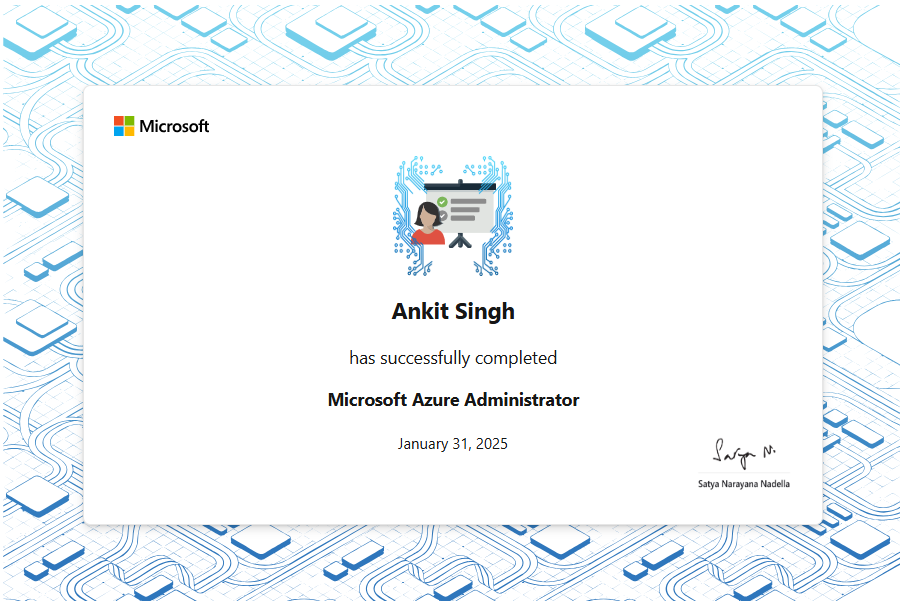 Microsoft
Ankit Singh
has successfully completed
Microsoft Azure Administrator
January 31, 2025
Satya N.
Satya Narayana Nadella